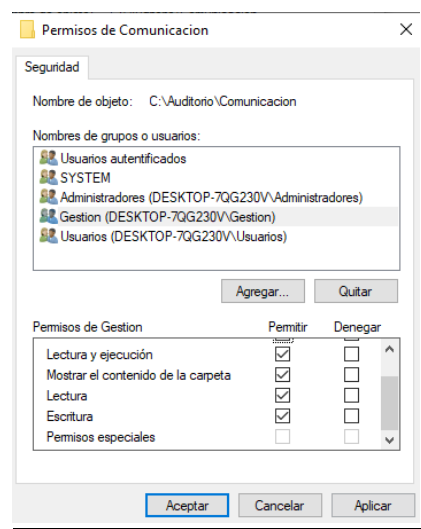 Permisos de Comunicacion
Seguridad
Nombre de objeto: C:\Auditorio\Comunicacion
Nombres de grupos o usuarios:
Usuarios autentificados
SYSTEM
Administradores (DESKTOP-7QG230V\Administradores)
Gestion (DESKTOP-7QG230V\Gestion)
Usuarios (DESKTOP-7QG230V\Usuarios)
Agregar... Quitar
Permisos de Gestion Permitir Denegar
Lectura y ejecución
Mostrar el contenido de la carpeta
Lectura
Escritura
Permisos especiales
Aceptar Cancelar Aplicar